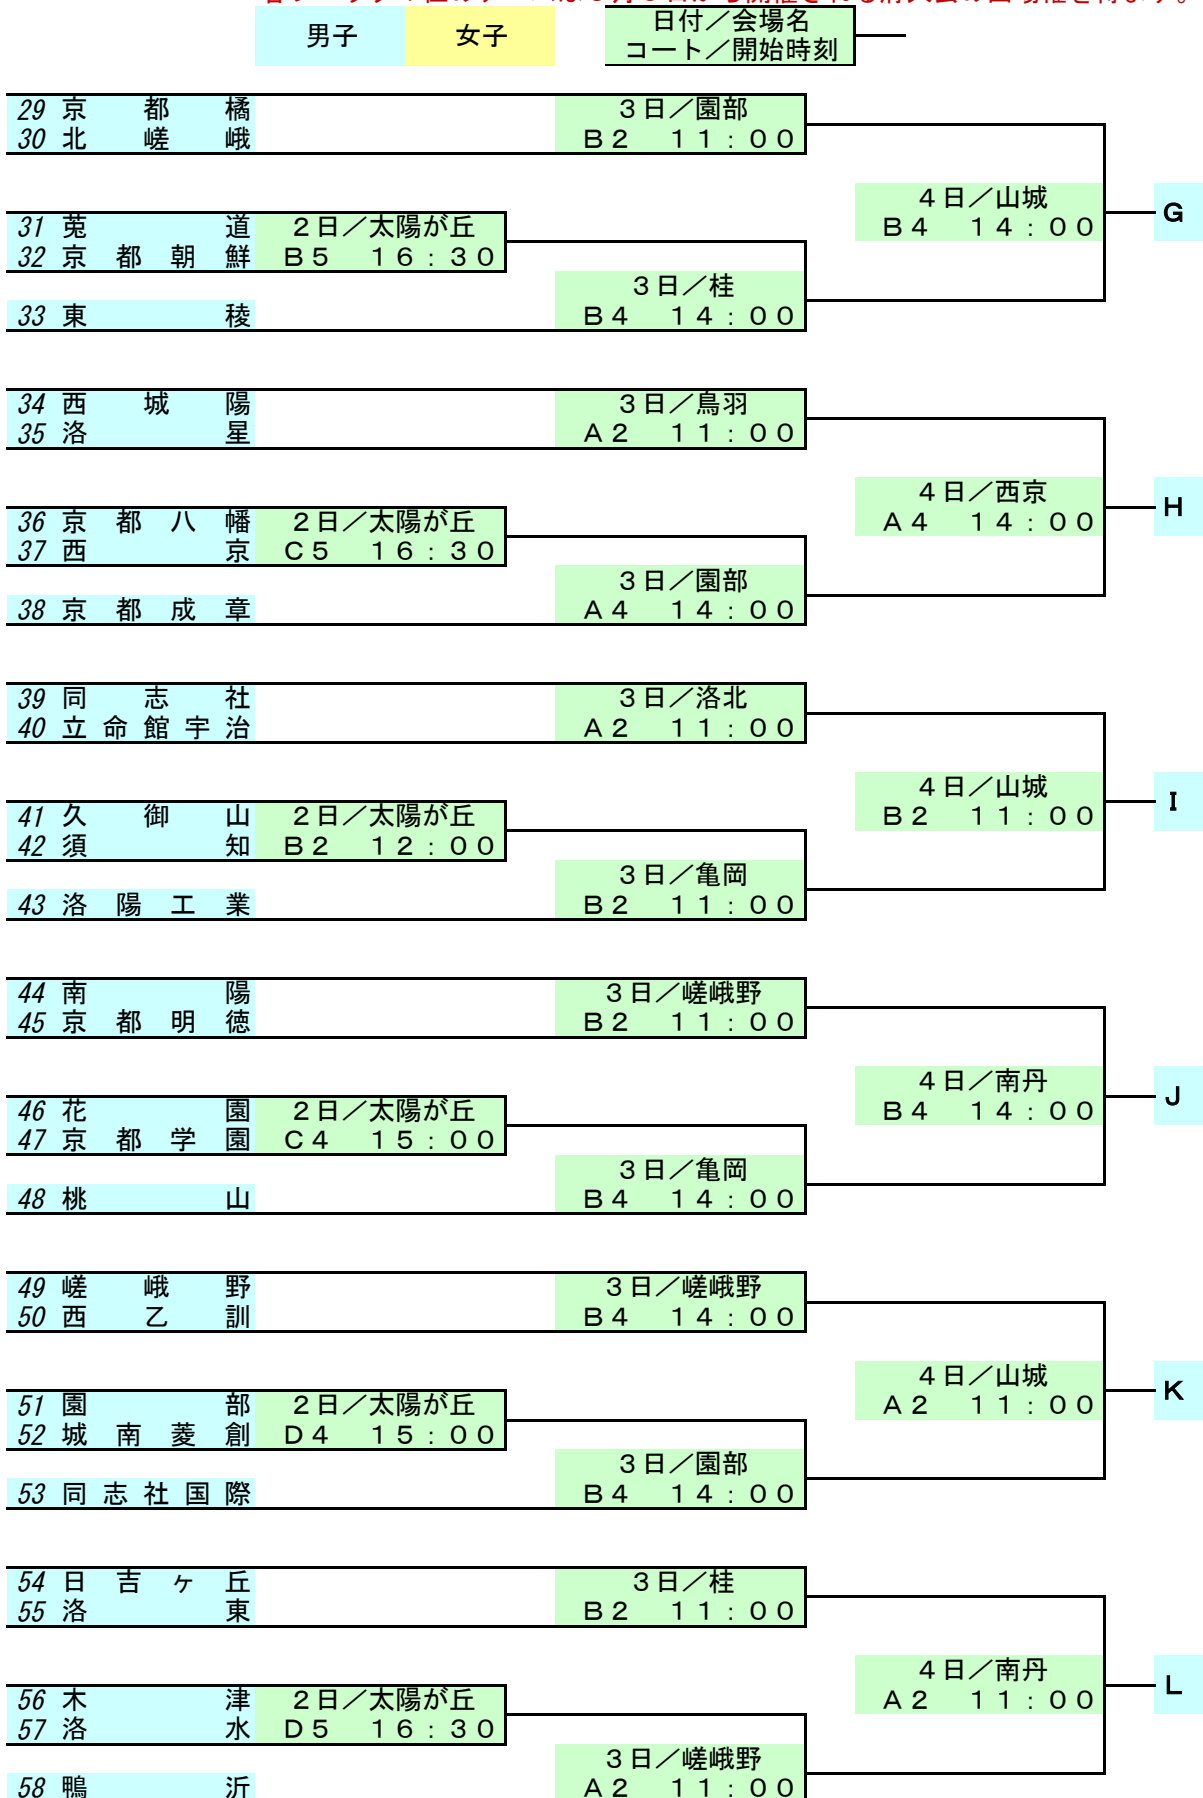 男子 女子 日付／会場名
コート／開始時刻
29 京都橘 3日／園部
30 北嵯峨 B2 11:00
4日／山城
B4 14:00 G
31 莵道 2日／太陽が丘
32 京都朝鮮 B5 16:30
3日／桂
33 東稜 B4 14:00
34 西城陽 3日／鳥羽
35 洛星 A2 11:00
4日／西京
A4 14:00 H
36 京都八幡 2日／太陽が丘
37 西京 C5 16:30
3日／園部
38 京都成章 A4 14:00
39 同志社 3日／洛北
40 立命館宇治 A2 11:00
4日／山城
B2 11:00 I
41 久御山 2日／太陽が丘
42 須知 B2 12:00
3日／亀岡
43 洛陽工業 B2 11:00
44 南陽 3日／嵯峨野
45 京都明徳 B2 11:00
4日／南丹
B4 14:00 J
46 花園 2日／太陽が丘
47 京都学園 C4 15:00
3日／亀岡
48 桃山 B4 14:00
49 嵯峨野 3日／嵯峨野
50 西乙訓 B4 14:00
4日／山城
A2 11:00 K
51 園部 2日／太陽が丘
52 城南菱創 D4 15:00
3日／園部
53 同志社国際 B4 14:00
54 日吉ヶ丘 3日／桂
55 洛東 B2 11:00
4日／南丹
A2 11:00 L
56 木津 2日／太陽が丘
57 洛水 D5 16:30
3日／嵯峨野
58 鴨沂 A2 11:00